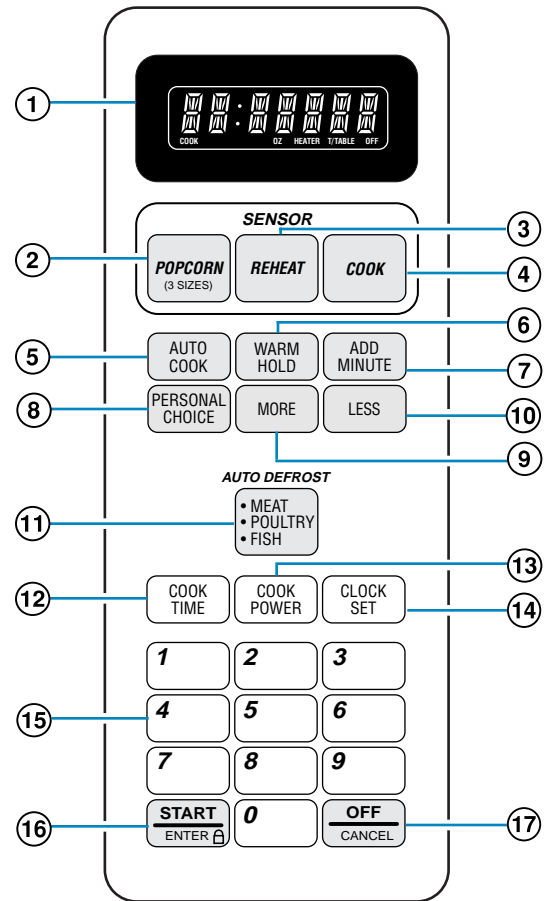 1
88:88888
COOK OZ HEATER T/TABLE OFF
SENSOR
3
2
POPCORN
(3 SIZES)
REHEAT
COOK
4
6
5
AUTO
COOK
WARM
HOLD
ADD
MINUTE
7
8
PERSONAL
CHOICE
MORE
LESS
10
9
AUTO DEFROST
11
• MEAT
• POULTRY
• FISH
13
12
COOK
TIME
COOK
POWER
CLOCK
SET
14
1 2 3
15
4 5 6
7 8 9
16
START
ENTER
0
OFF
CANCEL
17